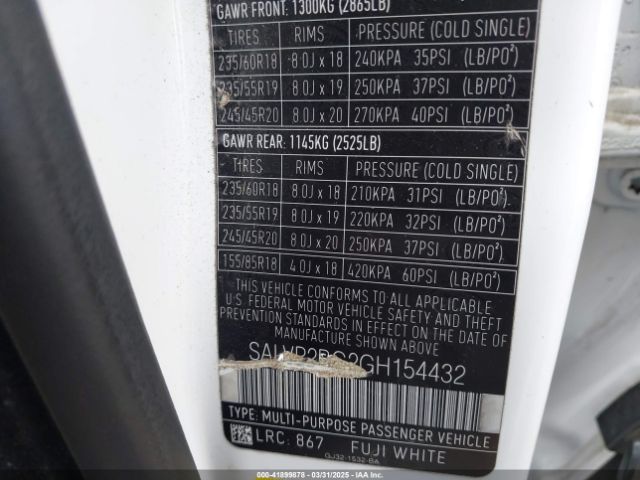 GAWR FRONT: 1300KG (2865LB)
TIRES RIMS PRESSURE (COLD SINGLE)
235/60R18 8.0J x 18 240KPA 35PSI (LB/PO²)
235/55R19 8.0J x 19 250KPA 37PSI (LB/PO²)
245/45R20 8.0J x 20 270KPA 40PSI (LB/PO²)
GAWR REAR: 1145KG (2525LB)
TIRES RIMS PRESSURE (COLD SINGLE)
235/60R18 8.0J x 18 210KPA 31PSI (LB/PO²)
235/55R19 8.0J x 19 220KPA 32PSI (LB/PO²)
245/45R20 8.0J x 20 250KPA 37PSI (LB/PO²)
155/85R18 4.0J x 18 420KPA 60PSI (LB/PO²)
THIS VEHICLE CONFORMS TO ALL APPLICABLE
U.S. FEDERAL MOTOR VEHICLE SAFETY AND THEFT
PREVENTION STANDARDS IN EFFECT ON THE DATE OF
MANUFACTURE SHOWN ABOVE
TYPE: MULTI-PURPOSE PASSENGER VEHICLE
LRC: 867 FUJI WHITE
GJ32-1532-BA
000-41899878 - 03/31/2025 - IAA Inc.